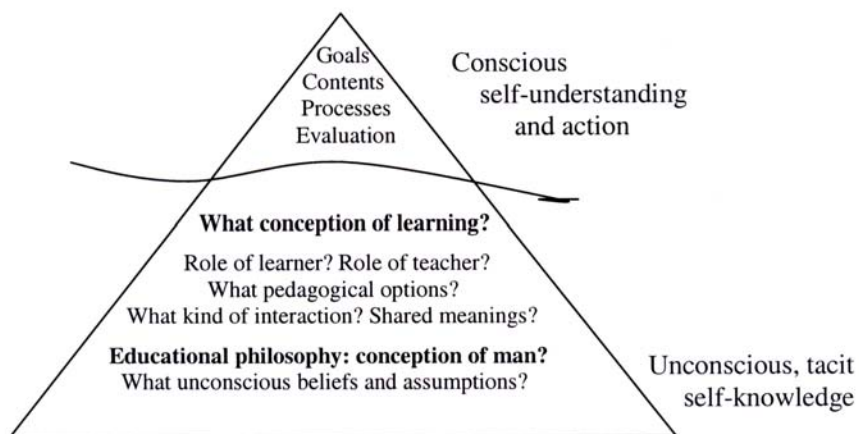 Goals
Contents
Processes
Evaluation
Conscious
self-understanding
and action
What conception of learning?
Role of learner? Role of teacher?
What pedagogical options?
What kind of interaction? Shared meanings?
Educational philosophy: conception of man?
What unconscious beliefs and assumptions?
Unconscious, tacit
self-knowledge